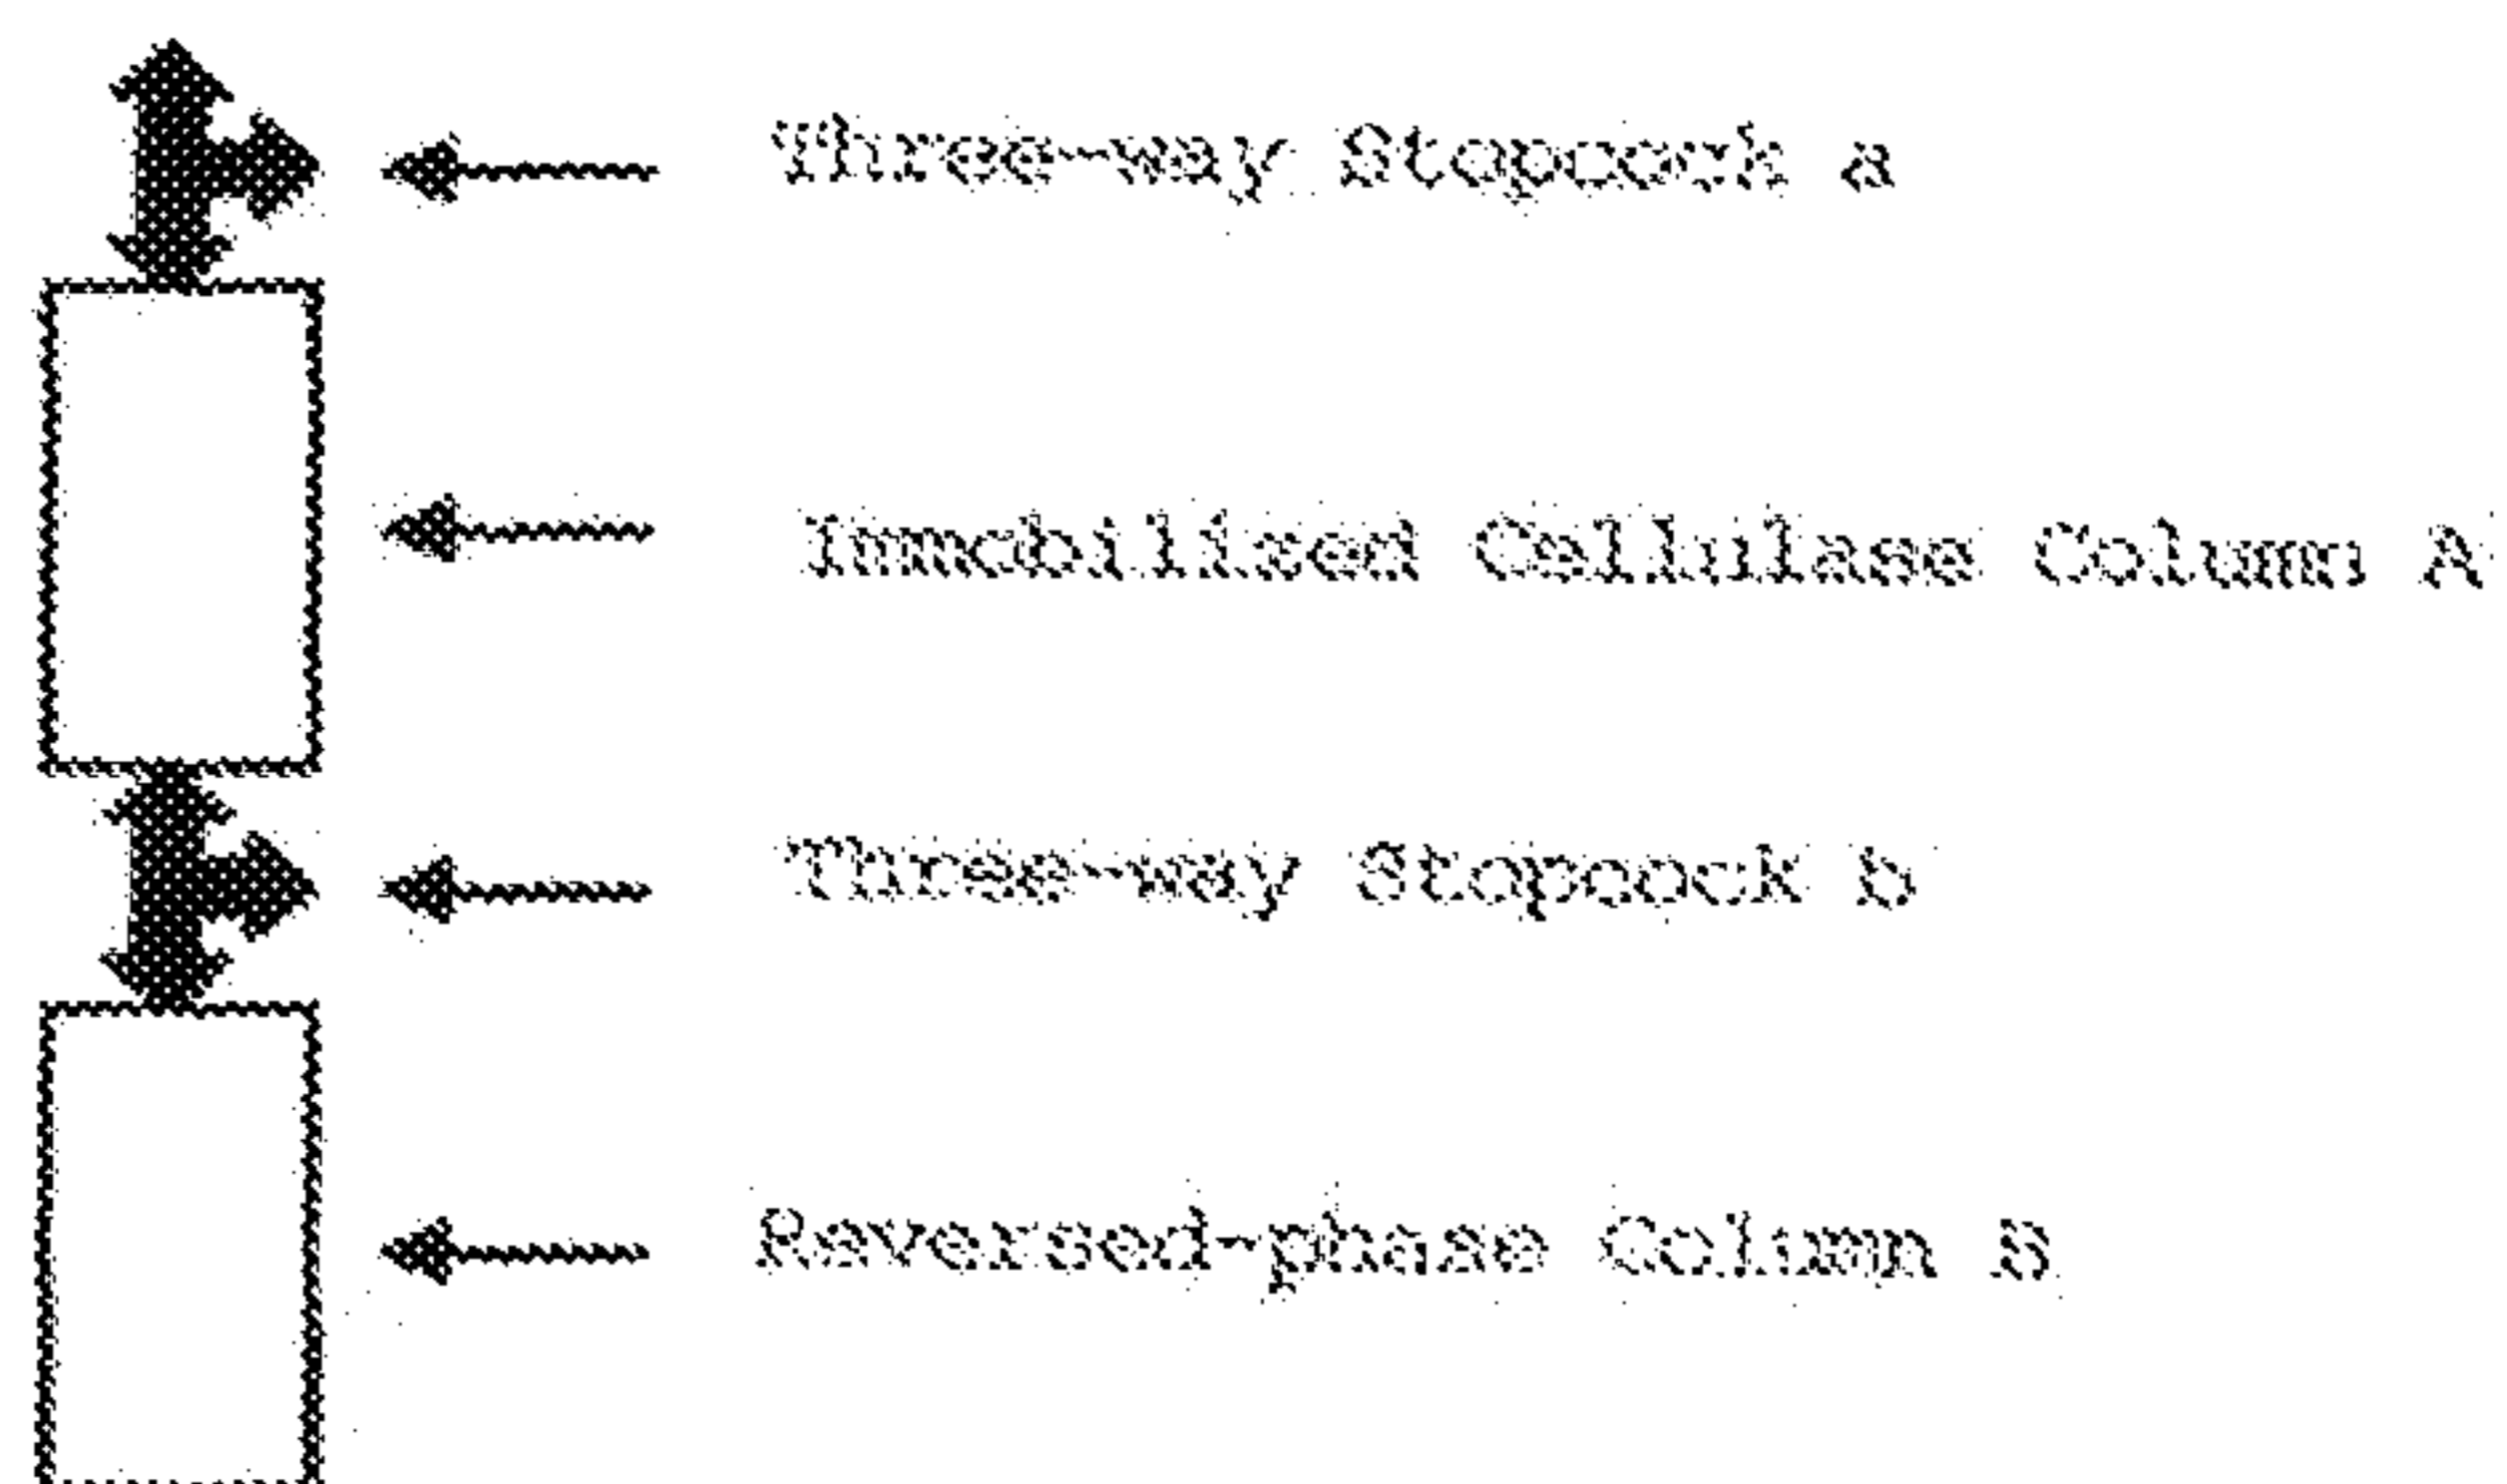 Three-way Stopcock a
Immobilised Cellulase Column A
Three-way Stopcock b
Reversed-phase Column B